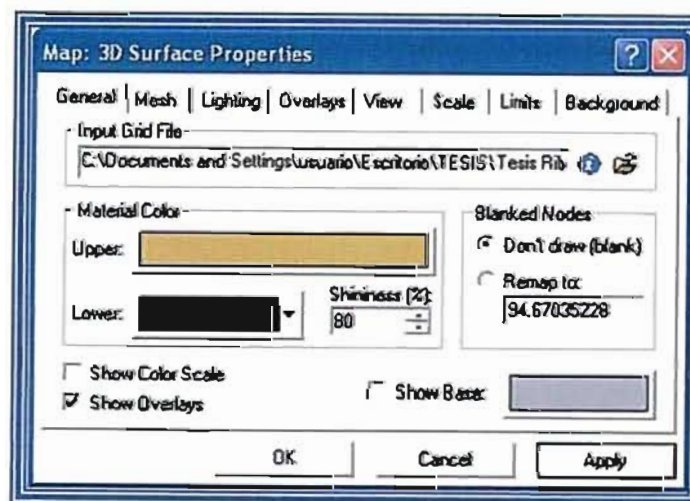 Map: 3D Surface Properties
General Mesh Lighting Overlays View Scale Limits Background
Input Grid File
C:\Documents and Settings\usuario\Escritorio\TESIS\Tesis Rib
Material Color
Blanked Nodes
Upper:
Don't draw (blank)
Remap to:
Lower:
Shininess (%):
80
94.67035228
Show Color Scale
Show Overlays
Show Base:
OK Cancel Apply